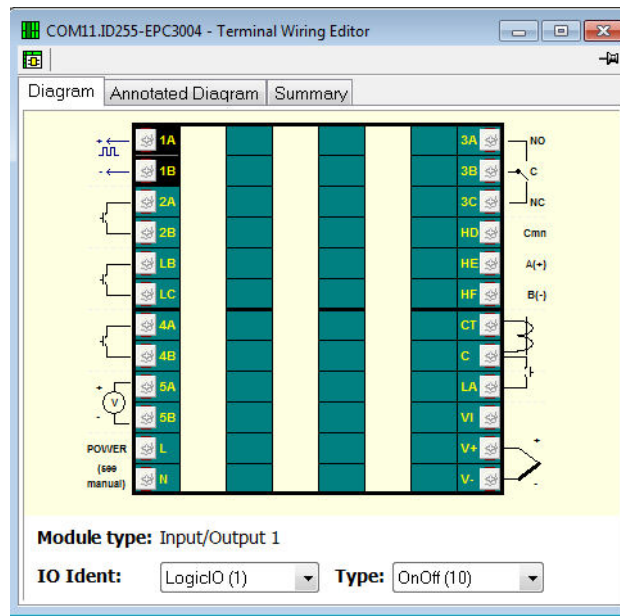 COM11.ID255-EPC3004 - Terminal Wiring Editor
Diagram Annotated Diagram Summary
+ 1A 3A NO
- 1B 3B C
2A 3C NC
2B HD Cmn
LB HE A(+)
LC HF B(-)
4A CT
4B C
+ 5A LA
V
- 5B VI
POWER L V+ +
(see
manual) N V- -
Module type: Input/Output 1
IO Ident: LogicIO (1) Type: OnOff (10)